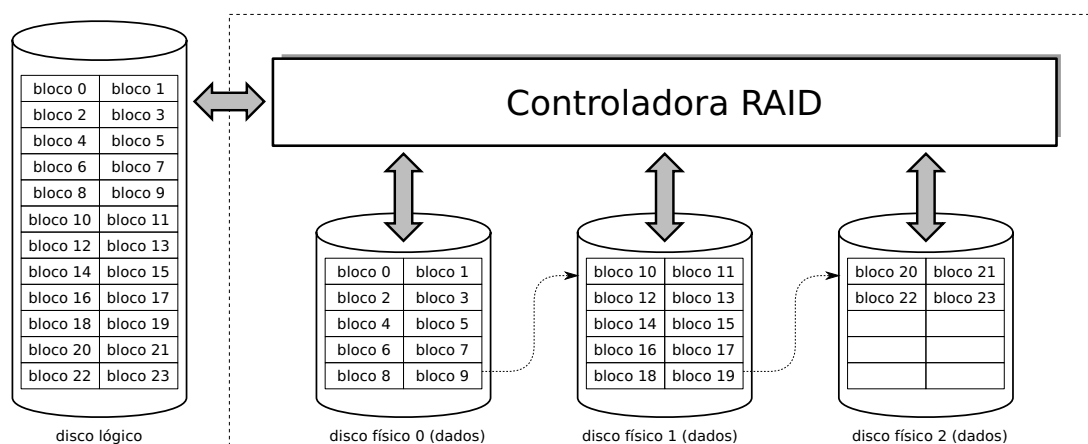 Controladora RAID
bloco 0 bloco 1
bloco 2 bloco 3
bloco 4 bloco 5
bloco 6 bloco 7
bloco 8 bloco 9
bloco 10 bloco 11
bloco 12 bloco 13
bloco 14 bloco 15
bloco 16 bloco 17
bloco 18 bloco 19
bloco 20 bloco 21
bloco 22 bloco 23
disco lógico
bloco 0 bloco 1
bloco 2 bloco 3
bloco 4 bloco 5
bloco 6 bloco 7
bloco 8 bloco 9
disco físico 0 (dados)
bloco 10 bloco 11
bloco 12 bloco 13
bloco 14 bloco 15
bloco 16 bloco 17
bloco 18 bloco 19
disco físico 1 (dados)
bloco 20 bloco 21
bloco 22 bloco 23
disco físico 2 (dados)